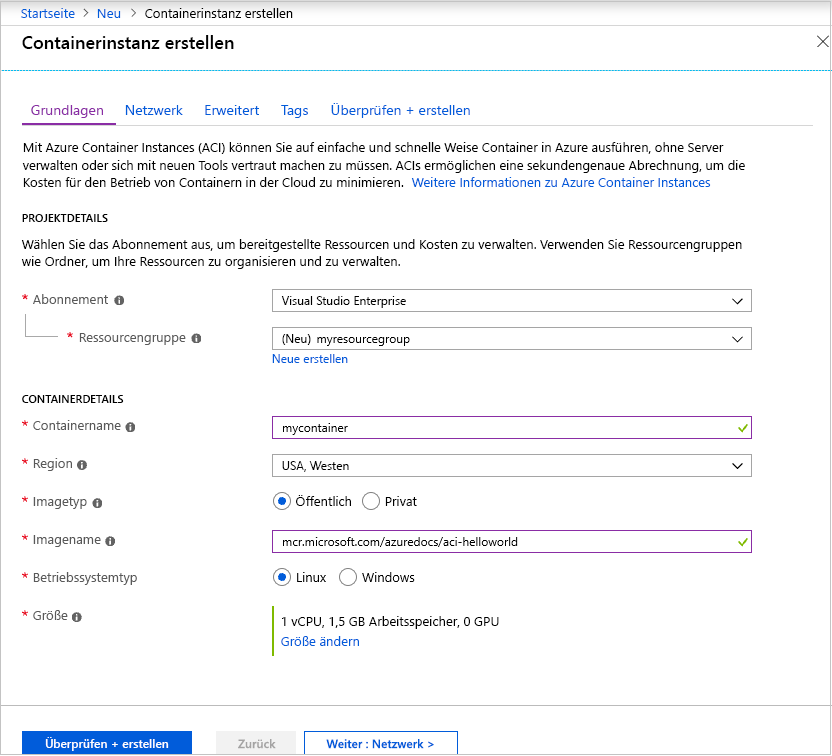 Startseite > Neu > Containerinstanz erstellen
Containerinstanz erstellen
Grundlagen Netzwerk Erweitert Tags Überprüfen + erstellen
Mit Azure Container Instances (ACI) können Sie auf einfache und schnelle Weise Container in Azure ausführen, ohne Server
verwalten oder sich mit neuen Tools vertraut machen zu müssen. ACIs ermöglichen eine sekundengenaue Abrechnung, um die
Kosten für den Betrieb von Containern in der Cloud zu minimieren. Weitere Informationen zu Azure Container Instances
PROJEKTDETAILS
Wählen Sie das Abonnement aus, um bereitgestellte Ressourcen und Kosten zu verwalten. Verwenden Sie Ressourcengruppen
wie Ordner, um Ihre Ressourcen zu organisieren und zu verwalten.
* Abonnement Visual Studio Enterprise
* Ressourcengruppe (Neu) myresourcegroup
Neue erstellen
CONTAINERDETAILS
* Containername mycontainer
* Region USA, Westen
* Imagetyp Öffentlich Privat
* Imagename mcr.microsoft.com/azuredocs/aci-helloworld
* Betriebssystemtyp Linux Windows
* Größe 1 vCPU, 1,5 GB Arbeitsspeicher, 0 GPU
Größe ändern
Überprüfen + erstellen Zurück Weiter : Netzwerk >